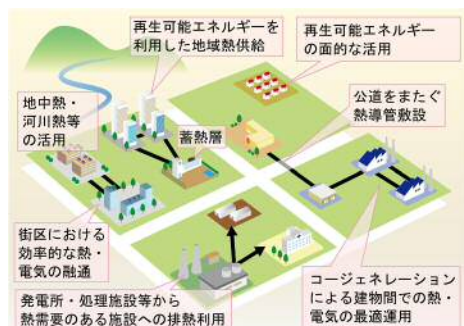 再生可能エネルギーを
利用した地域熱供給
再生可能エネルギー
の面的な活用
地中熱・
河川熱等
の活用
公道をまたぐ
熱導管敷設
蓄熱層
街区における
効率的な熱・
電気の融通
発電所・処理施設等から
熱需要のある施設への排熱利用
コージェネレーション
による建物間での熱・
電気の最適運用